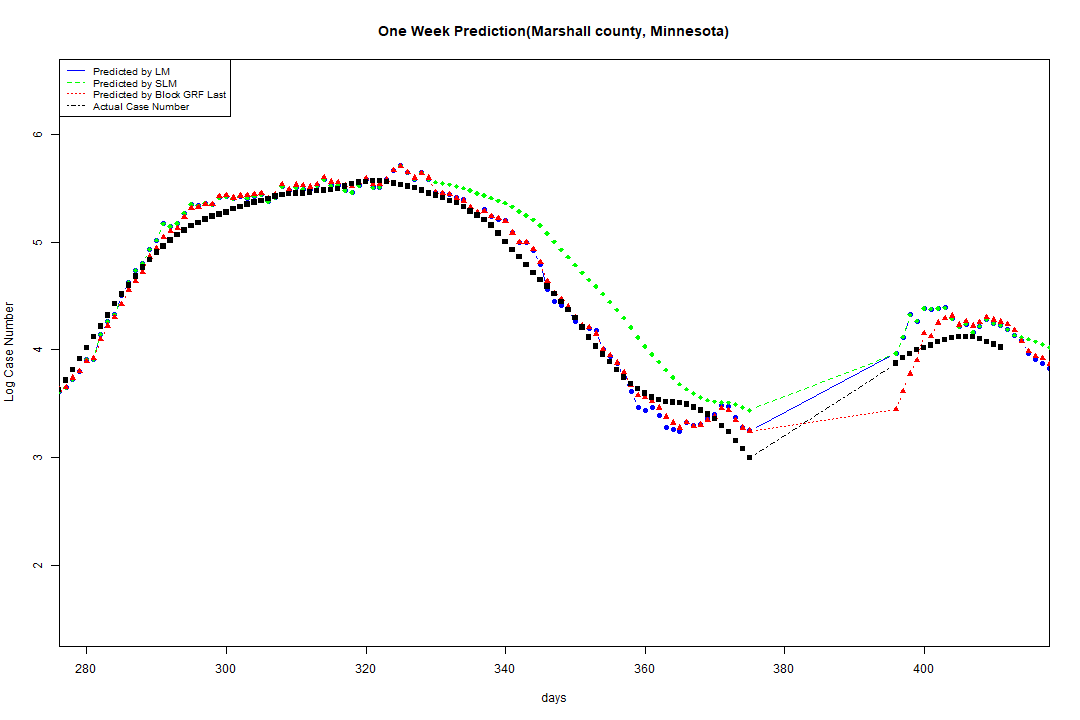 One Week Prediction(Marshall county, Minnesota)
Predicted by LM
Predicted by SLM
Predicted by Block GRF Last
Actual Case Number
6
5
4
3
2
Log Case Number
280 300 320 340 360 380 400
days